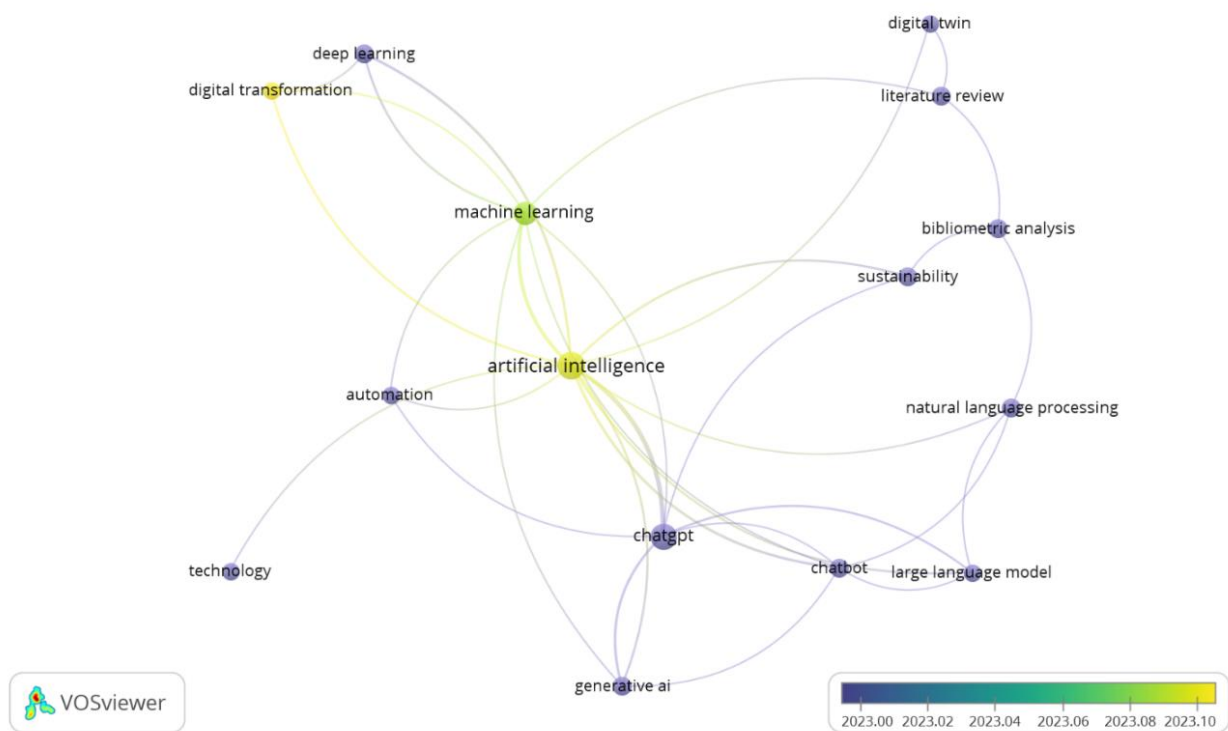 digital twin
deep learning
digital transformation
literature review
machine learning
bibliometric analysis
sustainability
artificial intelligence
automation
natural language processing
chatgpt
technology
chatbot
large language model
generative ai
VOSviewer
2023.00 2023.02 2023.04 2023.06 2023.08 2023.10